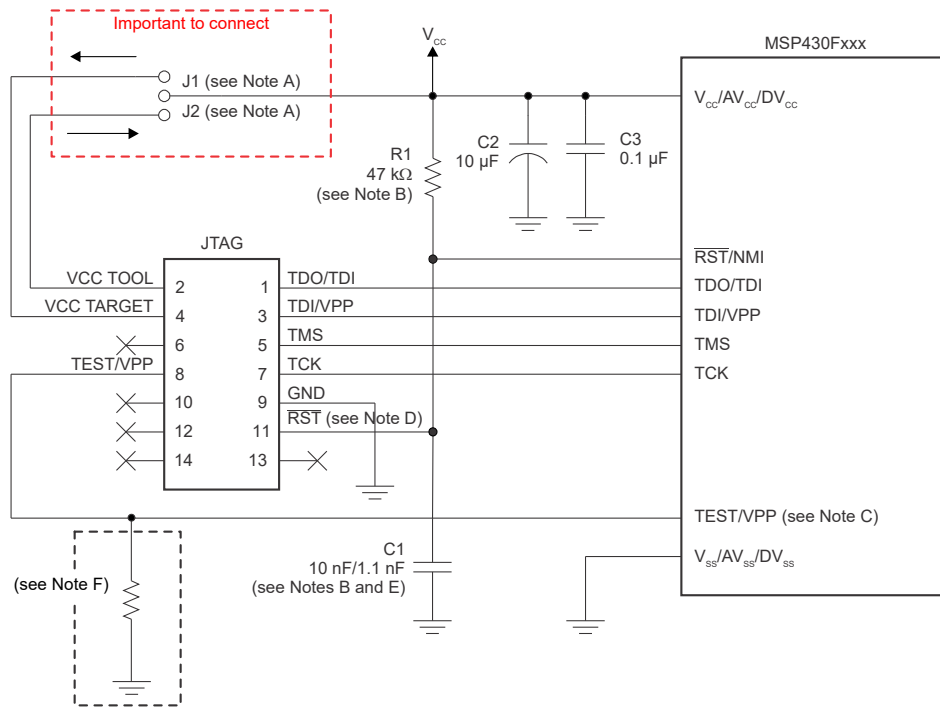 Important to connect
J1 (see Note A)
J2 (see Note A)
VCC
MSP430Fxxx
VCC/AVCC/DVCC
C2
10 µF
C3
0.1 µF
R1
47 kΩ
(see Note B)
JTAG
RST/NMI
VCC TOOL
2
1
TDO/TDI
TDO/TDI
VCC TARGET
4
3
TDI/VPP
TDI/VPP
6
5
TMS
TMS
TEST/VPP
8
7
TCK
TCK
10
9
GND
12
11
RST (see Note D)
14
13
TEST/VPP (see Note C)
C1
10 nF/1.1 nF
(see Notes B and E)
VSS/AVSS/DVSS
(see Note F)